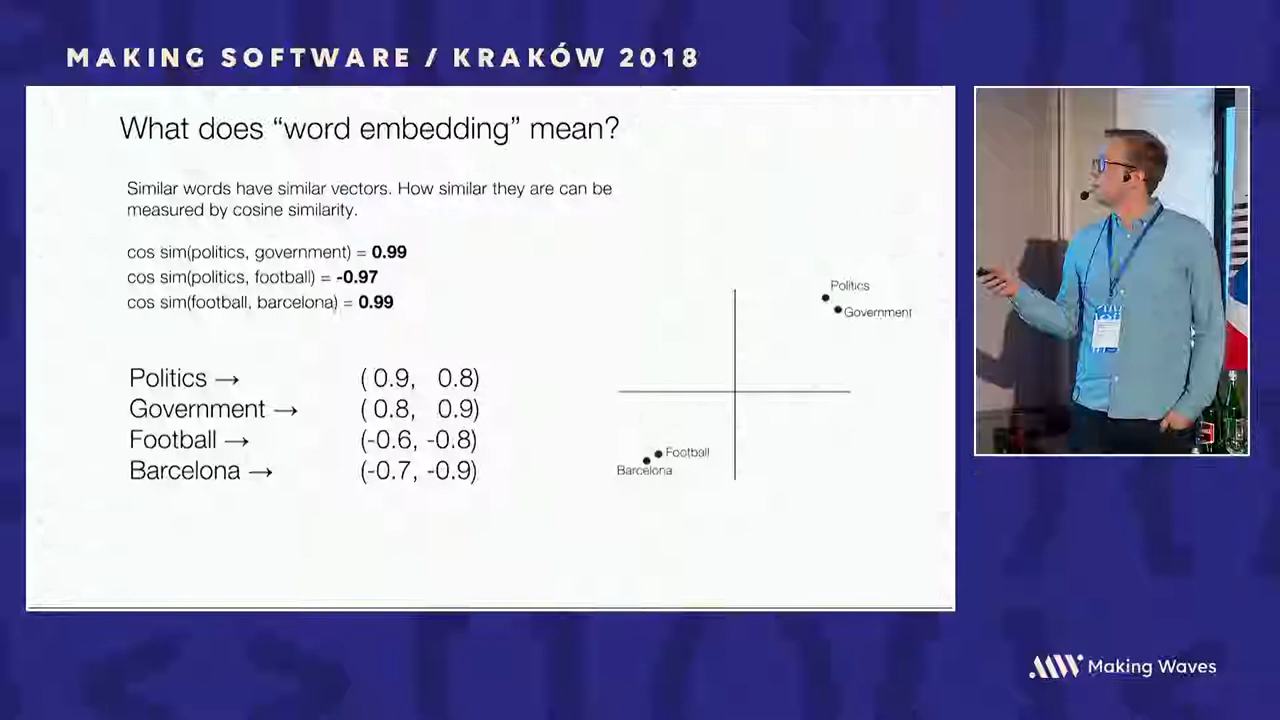 MAKING SOFTWARE / KRAKÓW 2018
What does “word embedding” mean?
Similar words have similar vectors. How similar they are can be
measured by cosine similarity.
cos sim(politics, government) = 0.99
cos sim(politics, football) = -0.97
cos sim(football, barcelona) = 0.99
Politics → ( 0.9, 0.8)
Government → ( 0.8, 0.9)
Football → (-0.6, -0.8)
Barcelona → (-0.7, -0.9)
Politics
Government
Football
Barcelona
Making Waves